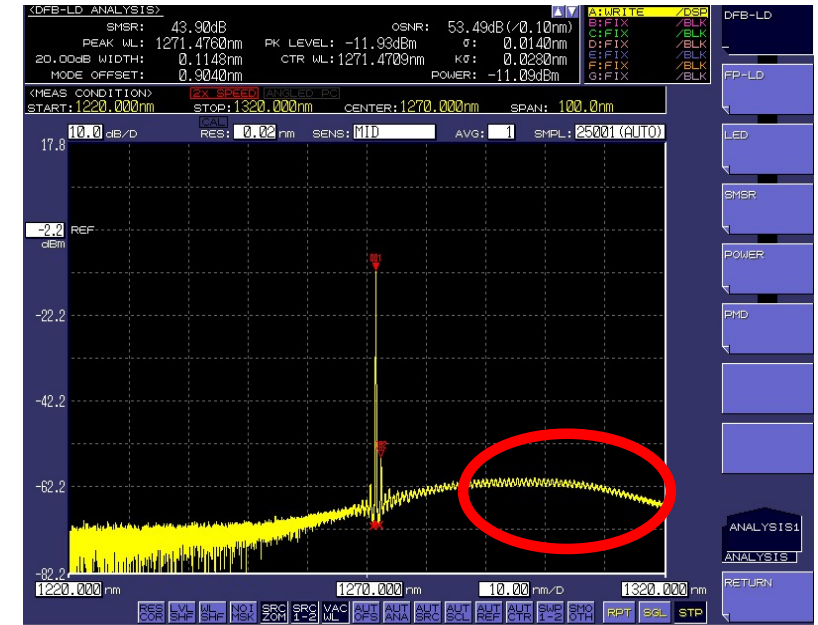 <DFB-LD ANALYSIS>
SMSR: 43.90dB OSNR: 53.49dB(/0.10nm)
PEAK WL: 1271.4760nm PK LEVEL: -11.93dBm σ: 0.0140nm
20.00dB WIDTH: 0.1148nm CTR WL:1271.4709nm Kσ: 0.0280nm
MODE OFFSET: 0.9040nm POWER: -11.09dBm
A:WRITE /DSP
B:FIX /BLK
C:FIX /BLK
D:FIX /BLK
E:FIX /BLK
F:FIX /BLK
G:FIX /BLK
<MEAS CONDITION> 2X SPEED ANGLED PC
START:1220.000nm STOP:1320.000nm CENTER:1270.000nm SPAN: 100.0nm
CAL
10.0 dB/D RES: 0.02 nm SENS: MID AVG: 1 SMPL: 25001(AUTO)
17.8
-2.2 REF
dBm
-22.2
-42.2
-62.2
-82.2
001
1220.000 nm 1270.000 nm 10.00 nm/D 1320.000 nm
RES COR
LVL SHF
WL SHF
NOI MSK
SRC ZOM
SRC 1-2
VAC WL
AUT OFS
AUT ANA
AUT SRC
AUT SCL
AUT REF
AUT CTR
SWP 1-2
SMO OTH
RPT
SGL
STP
DFB-LD
FP-LD
LED
SMSR
POWER
PMD
ANALYSIS1
ANALYSIS
RETURN